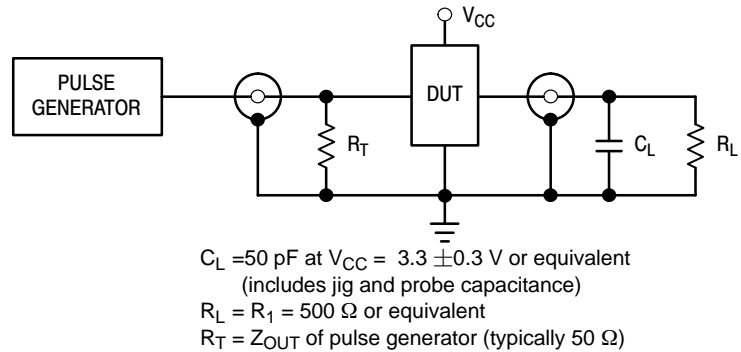 V_CC
PULSE
GENERATOR
DUT
R_T
C_L
R_L
C_L =50 pF at V_CC = 3.3 ±0.3 V or equivalent
(includes jig and probe capacitance)
R_L = R_1 = 500 Ω or equivalent
R_T = Z_OUT of pulse generator (typically 50 Ω)